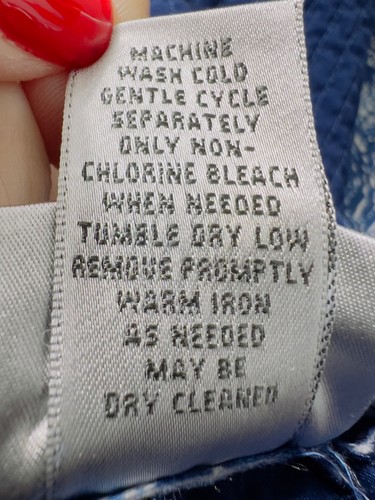 MACHINE
WASH COLD
GENTLE CYCLE
SEPARATELY
ONLY NON-
CHLORINE BLEACH
WHEN NEEDED
TUMBLE DRY LOW
REMOVE PROMPTLY
WARM IRON
AS NEEDED
MAY BE
DRY CLEANED